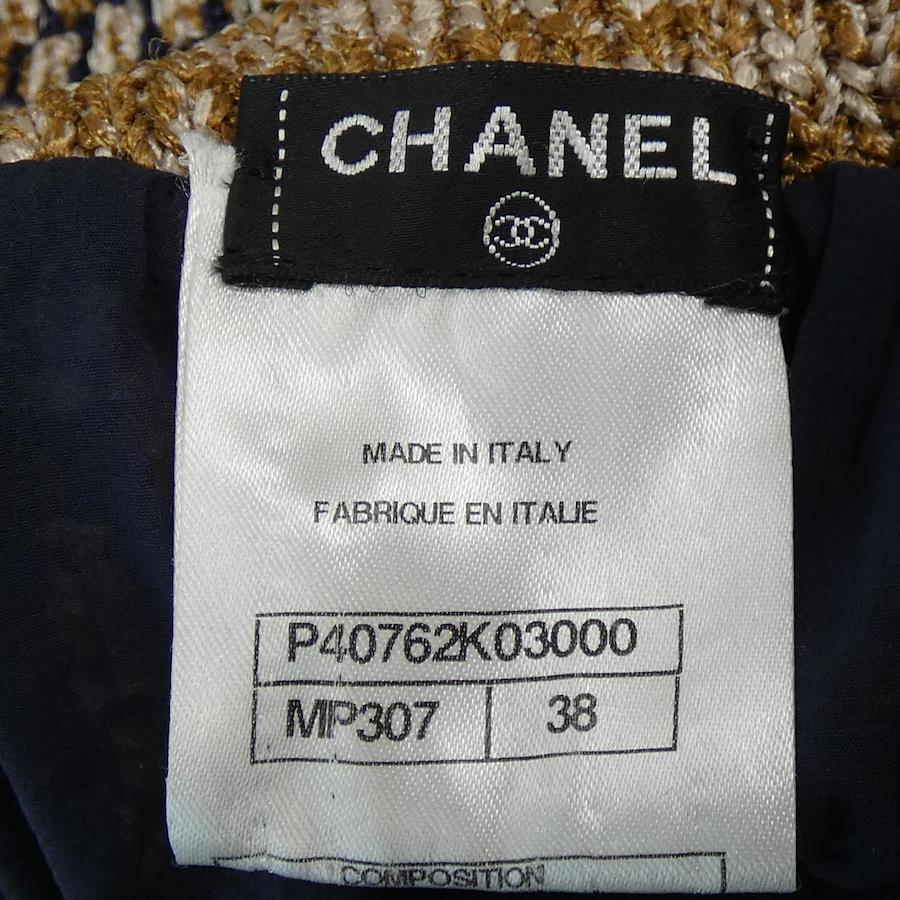 CHANEL
MADE IN ITALY
FABRIQUE EN ITALIE
P40762K03000
MP307 38
COMPOSITION